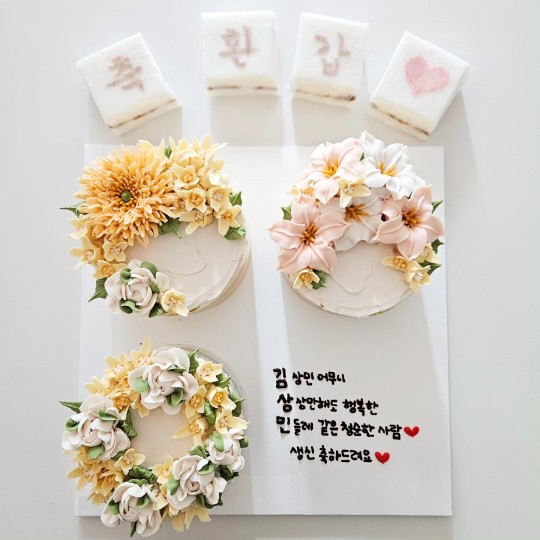 축 환 갑
김 상민 어무니
상 상만해도 행복한
민 들레 같은 청순한 사람♥
생신 축하드려요♥